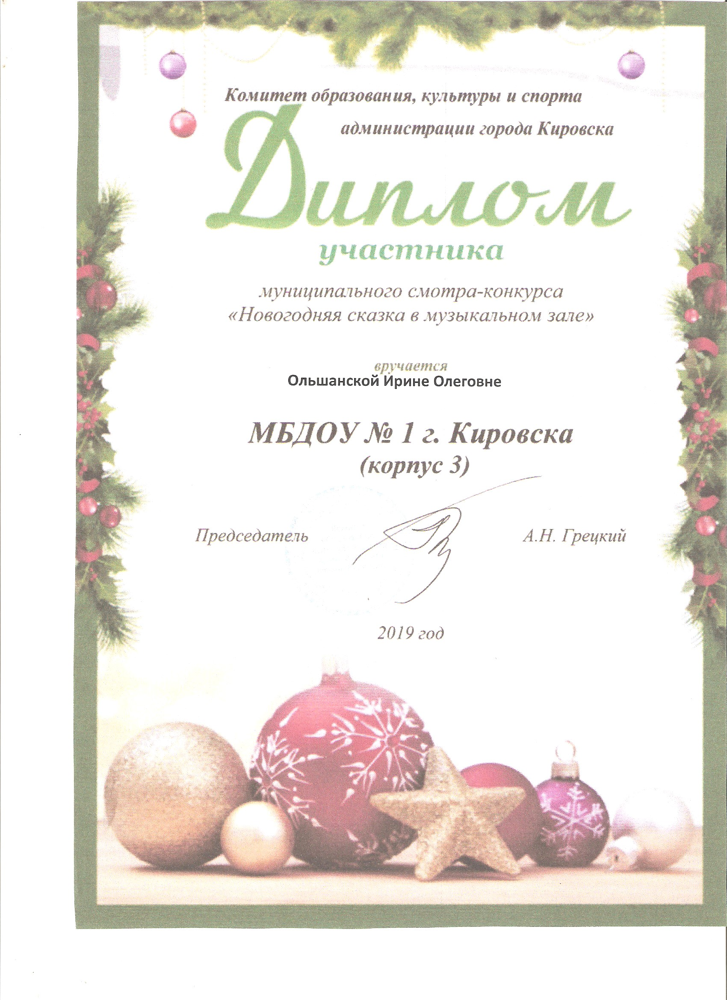 Комитет образования, культуры и спорта
администрации города Кировска
Диплом
участника
муниципального смотра-конкурса
«Новогодняя сказка в музыкальном зале»
вручается
Ольшанской Ирине Олеговне
МБДОУ № 1 г. Кировска
(корпус 3)
Председатель А.Н. Грецкий
2019 год